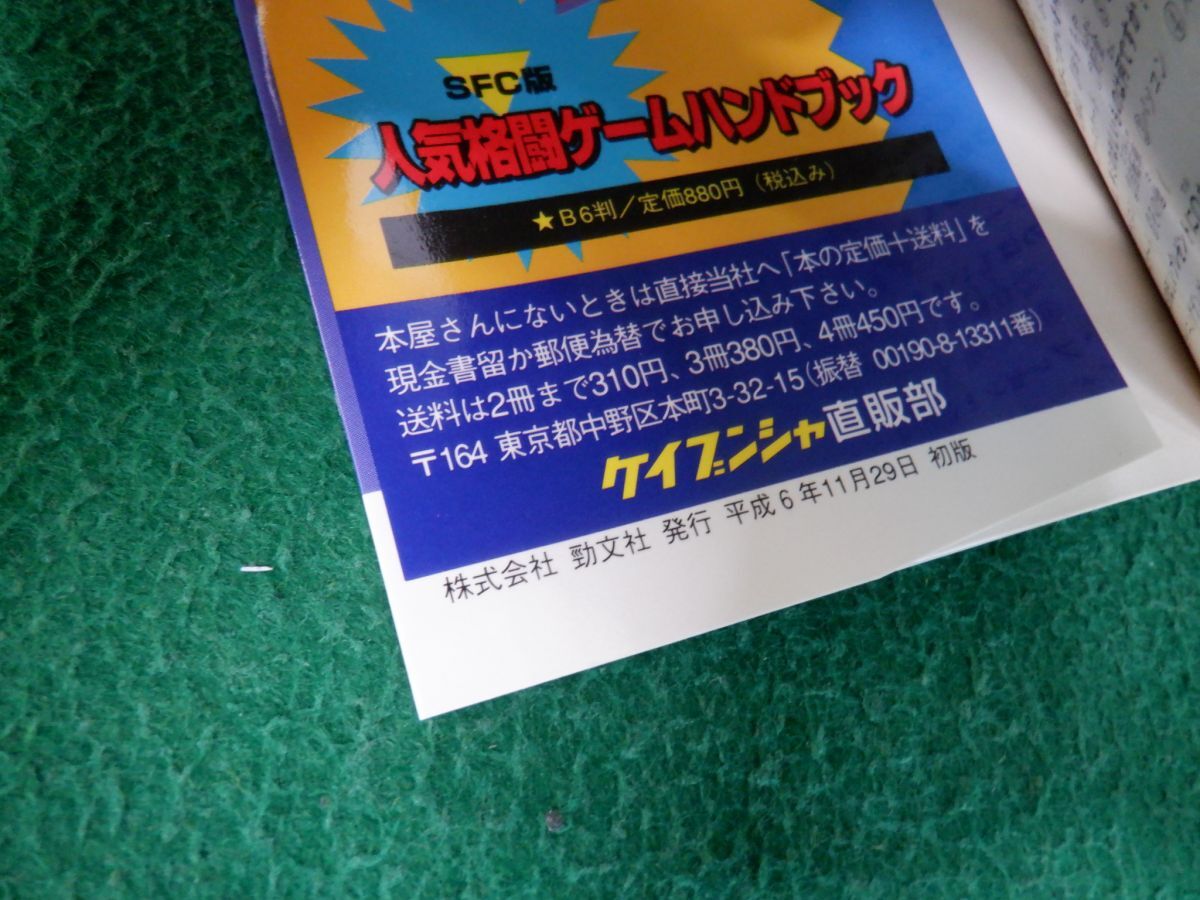 SFC版
人気格闘ゲームハンドブック
★B6判／定価880円（税込み）
本屋さんにないときは直接当社へ「本の定価＋送料」を
現金書留か郵便為替でお申し込み下さい。
送料は2冊まで310円、3冊380円、4冊450円です。
〒164 東京都中野区本町3-32-15(振替 00190-8-13311番)
ケイブンシャ直販部
株式会社 勁文社 発行 平成6年11月29日 初版